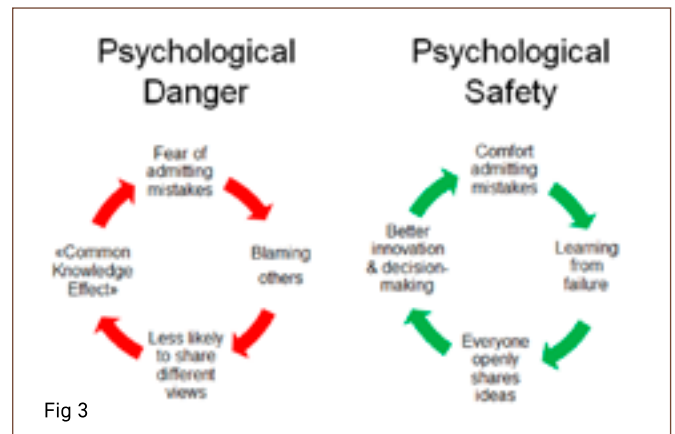 Psychological
Danger
Fear of
admitting
mistakes
Blaming
others
Less likely
to share
different
views
«Common
Knowledge
Effect»
Psychological
Safety
Comfort
admitting
mistakes
Learning
from
failure
Everyone
openly
shares
ideas
Better
innovation
& decision-
making
Fig 3